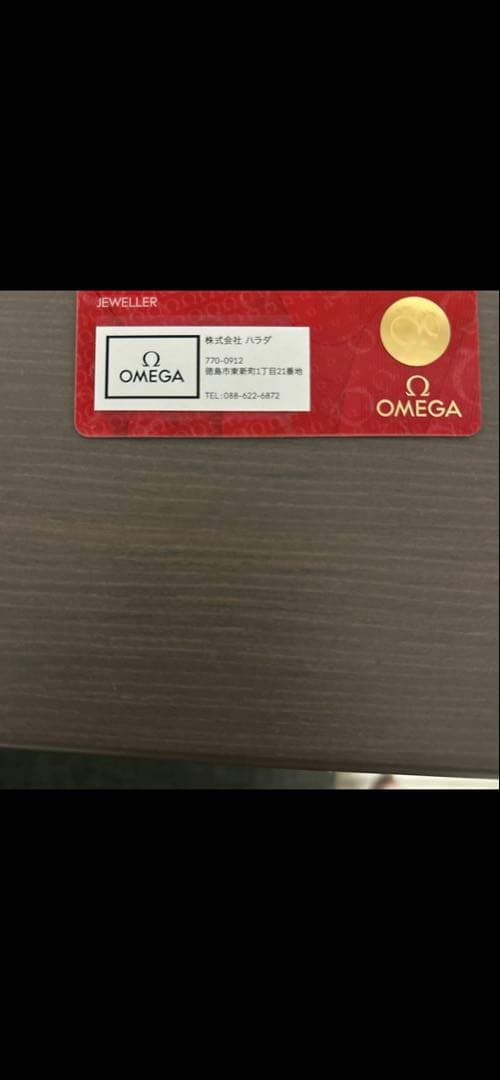 JEWELLER
Ω
OMEGA
株式会社 ハラダ
770-0912
徳島市東新町1丁目21番地
TEL:088-622-6872
Ω
OMEGA